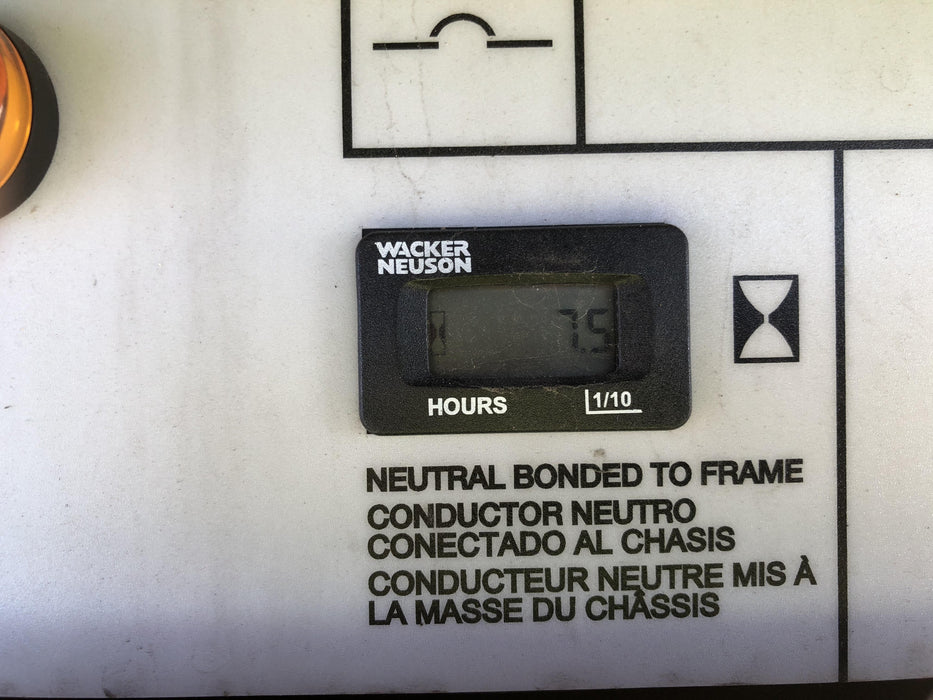 WACKER
NEUSON
7.5
HOURS
1/10
NEUTRAL BONDED TO FRAME
CONDUCTOR NEUTRO
CONECTADO AL CHASIS
CONDUCTEUR NEUTRE MIS À
LA MASSE DU CHÂSSIS